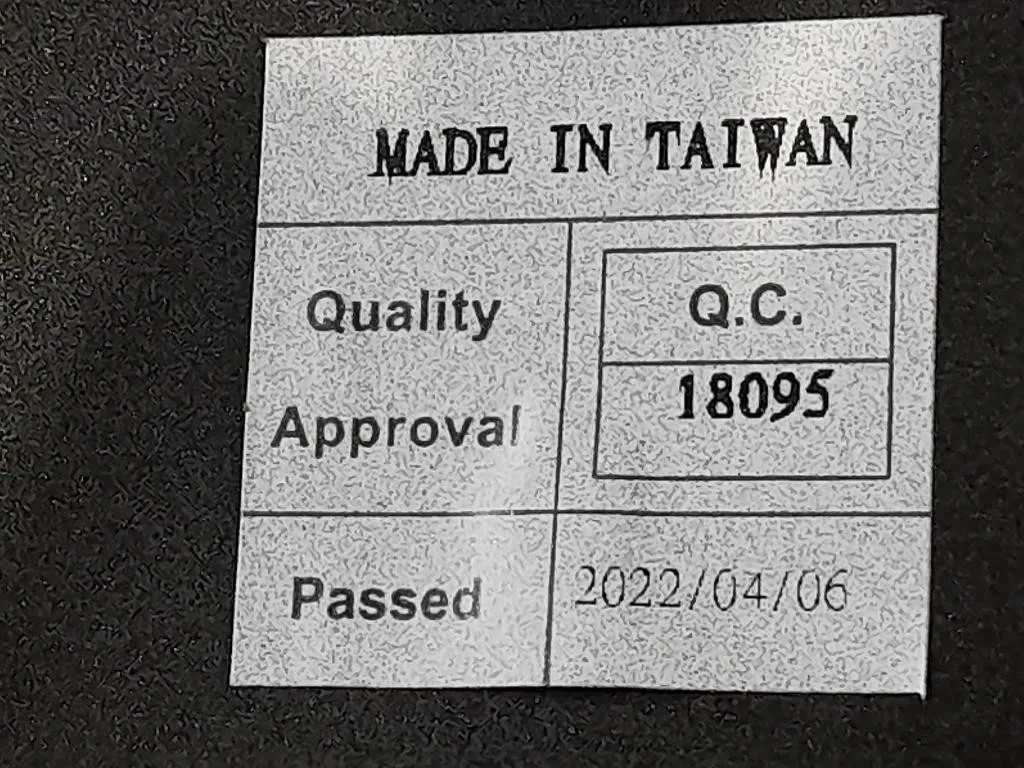 MADE IN TAIWAN
Quality
Approval
Q.C.
18095
Passed
2022/04/06